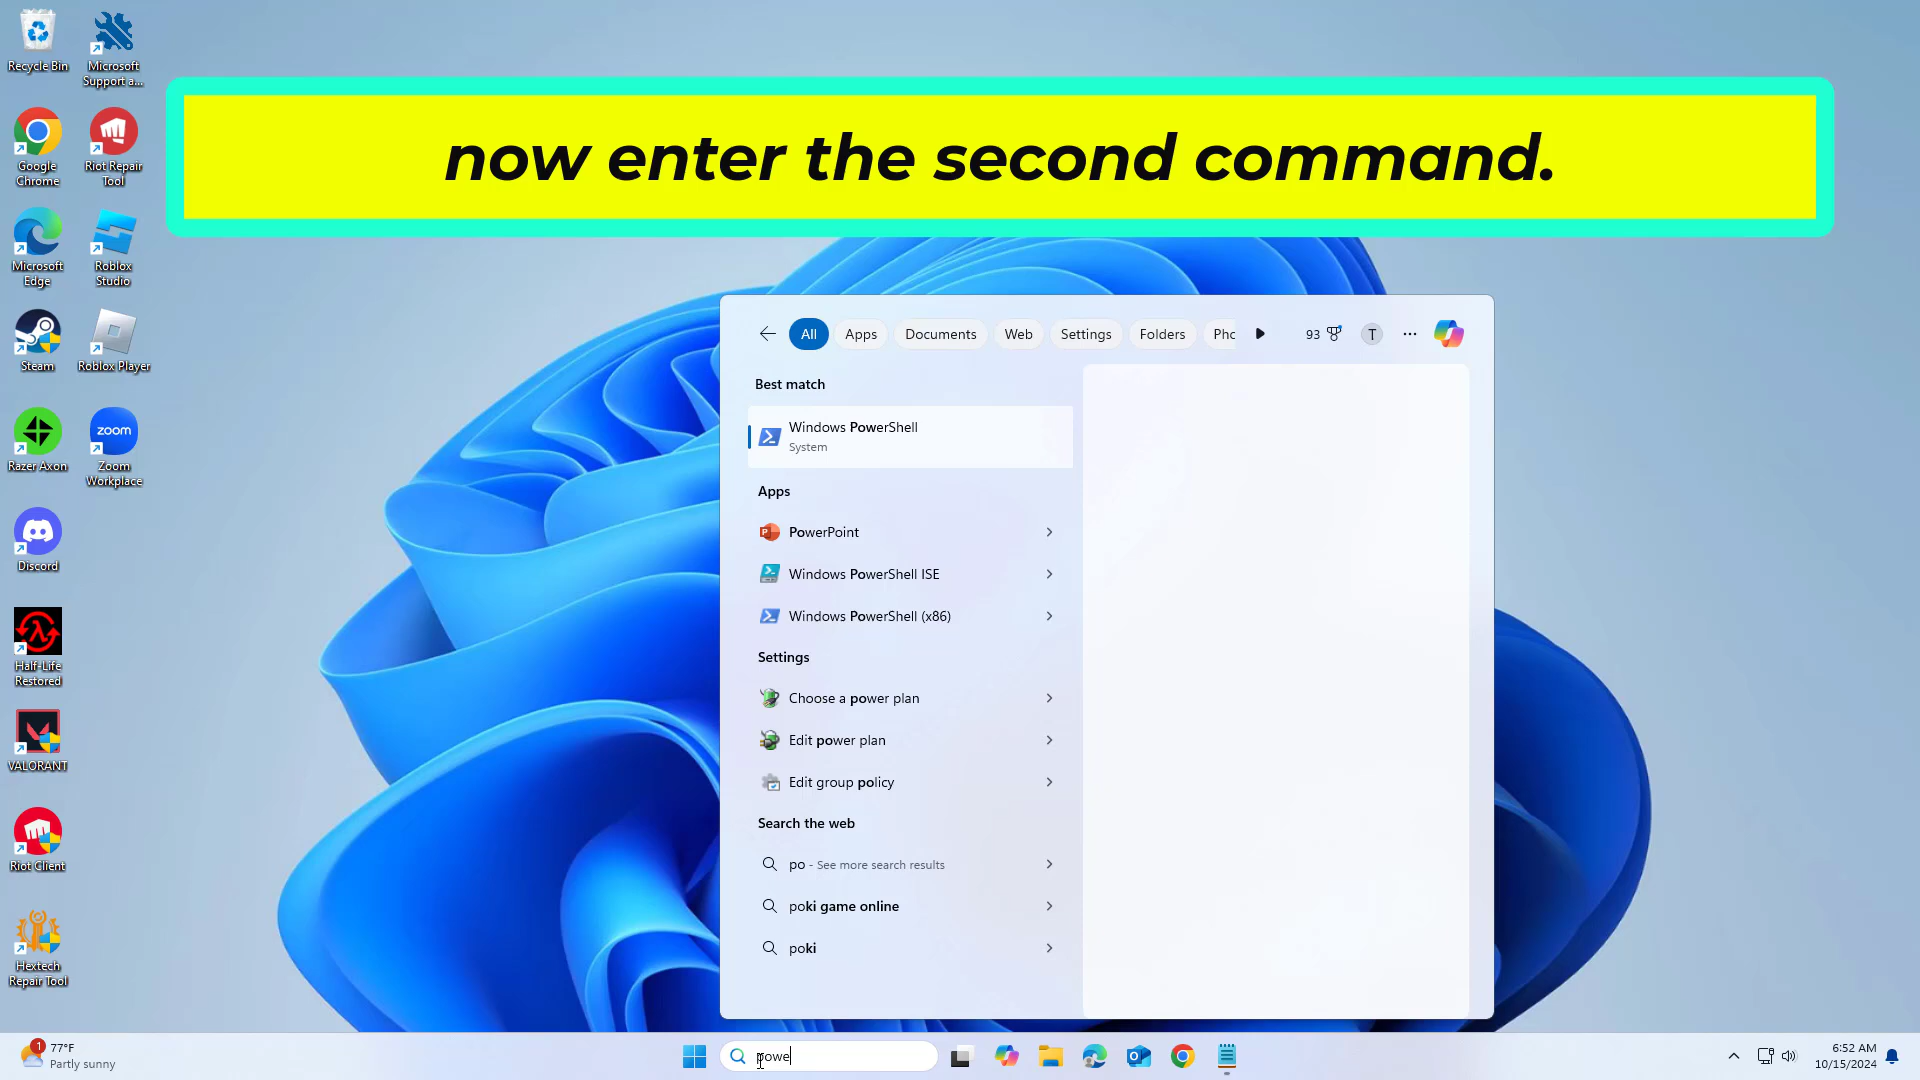 Recycle Bin
Microsoft
Support a...
Google
Chrome
Riot Repair
Tool
Microsoft
Edge
Roblox
Studio
Steam
Roblox Player
Razer Axon
zoom
Zoom
Workplace
Discord
Half-Life
Restored
VALORANT
Riot Client
Hextech
Repair Tool
now enter the second command.
All
Apps
Documents
Web
Settings
Folders
Phc
93
T
Best match
Windows PowerShell
System
Apps
PowerPoint
Windows PowerShell ISE
Windows PowerShell (x86)
Settings
Choose a power plan
Edit power plan
Edit group policy
Search the web
po - See more search results
poki game online
poki
1
77°F
Partly sunny
powe
6:52 AM
10/15/2024